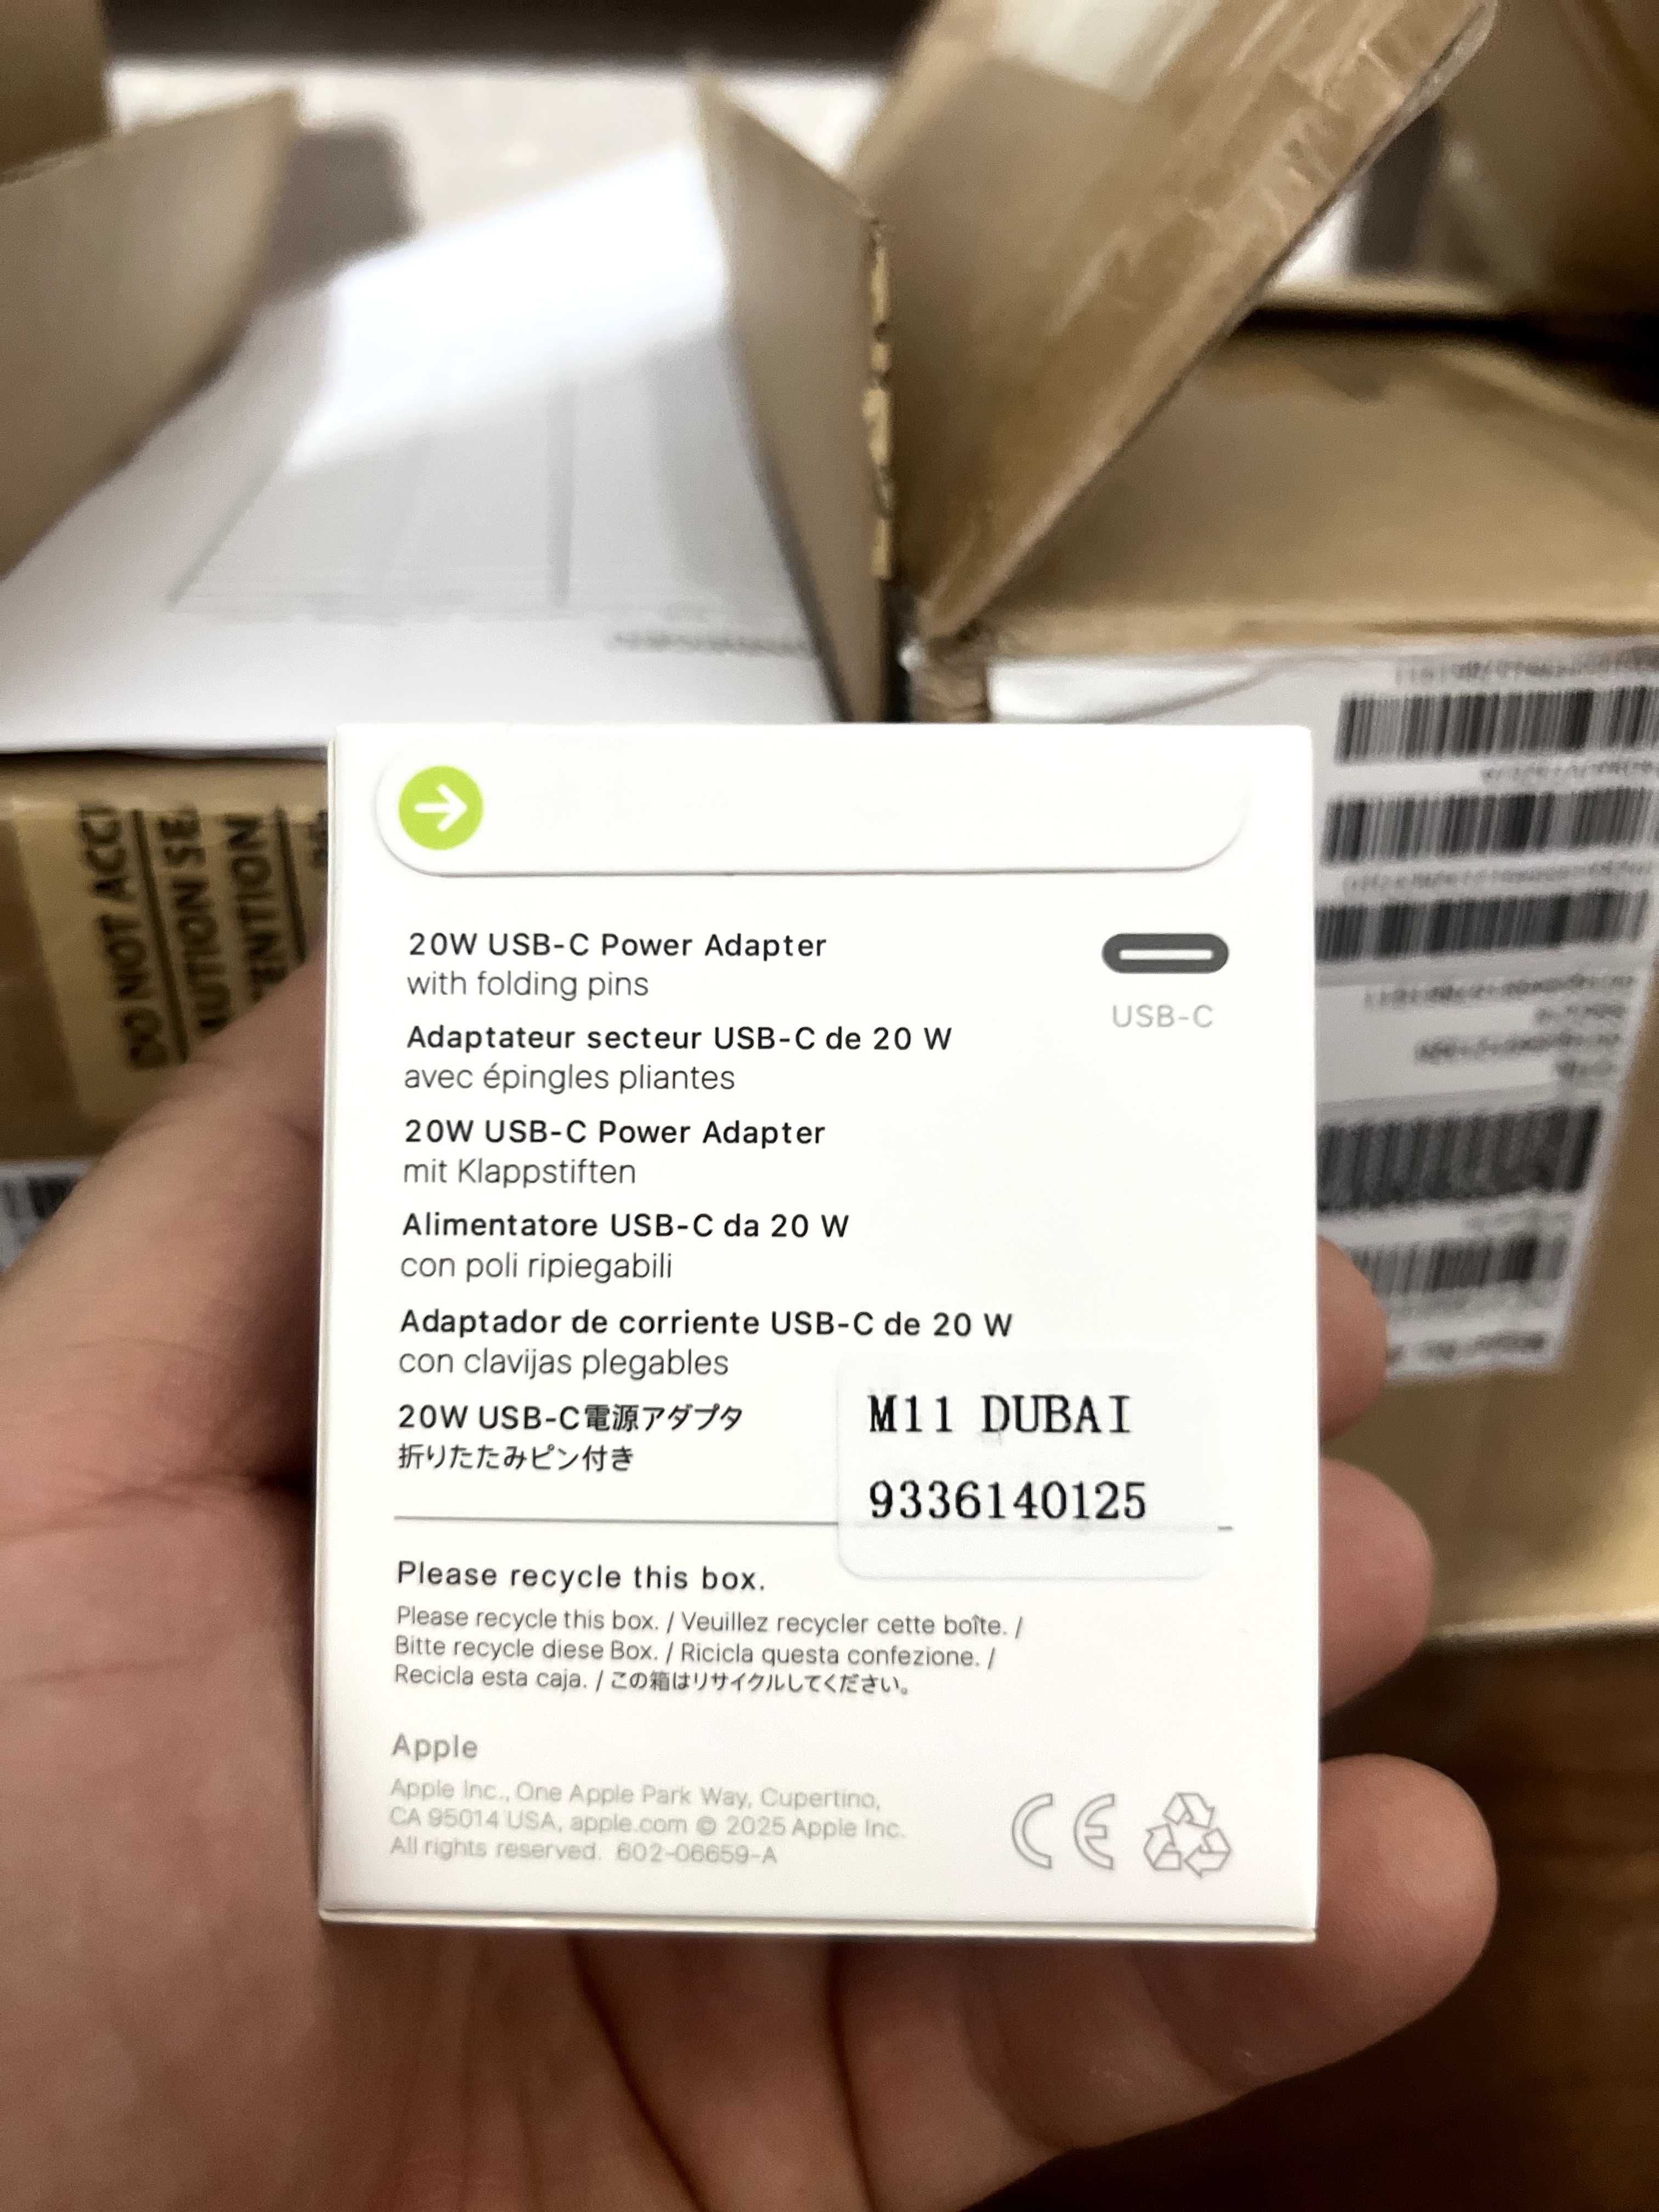 20W USB-C Power Adapter
with folding pins
USB-C
Adaptateur secteur USB-C de 20 W
avec épingles pliantes
20W USB-C Power Adapter
mit Klappstiften
Alimentatore USB-C da 20 W
con poli ripiegabili
Adaptador de corriente USB-C de 20 W
con clavijas plegables
20W USB-C電源アダプタ
折りたたみピン付き
M11 DUBAI
9336140125
Please recycle this box.
Please recycle this box. / Veuillez recycler cette boîte. /
Bitte recycle diese Box. / Ricicla questa confezione. /
Recicla esta caja. / この箱はリサイクルしてください。
Apple
Apple Inc., One Apple Park Way, Cupertino,
CA 95014 USA, apple.com © 2025 Apple Inc.
All rights reserved. 602-06659-A
CE
DO NOT